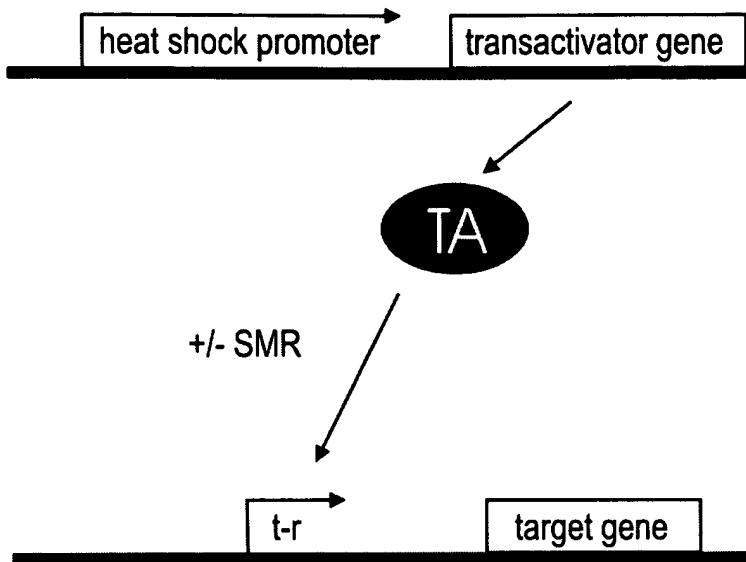 heat shock promoter
transactivator gene
TA
+/- SMR
t-r
target gene